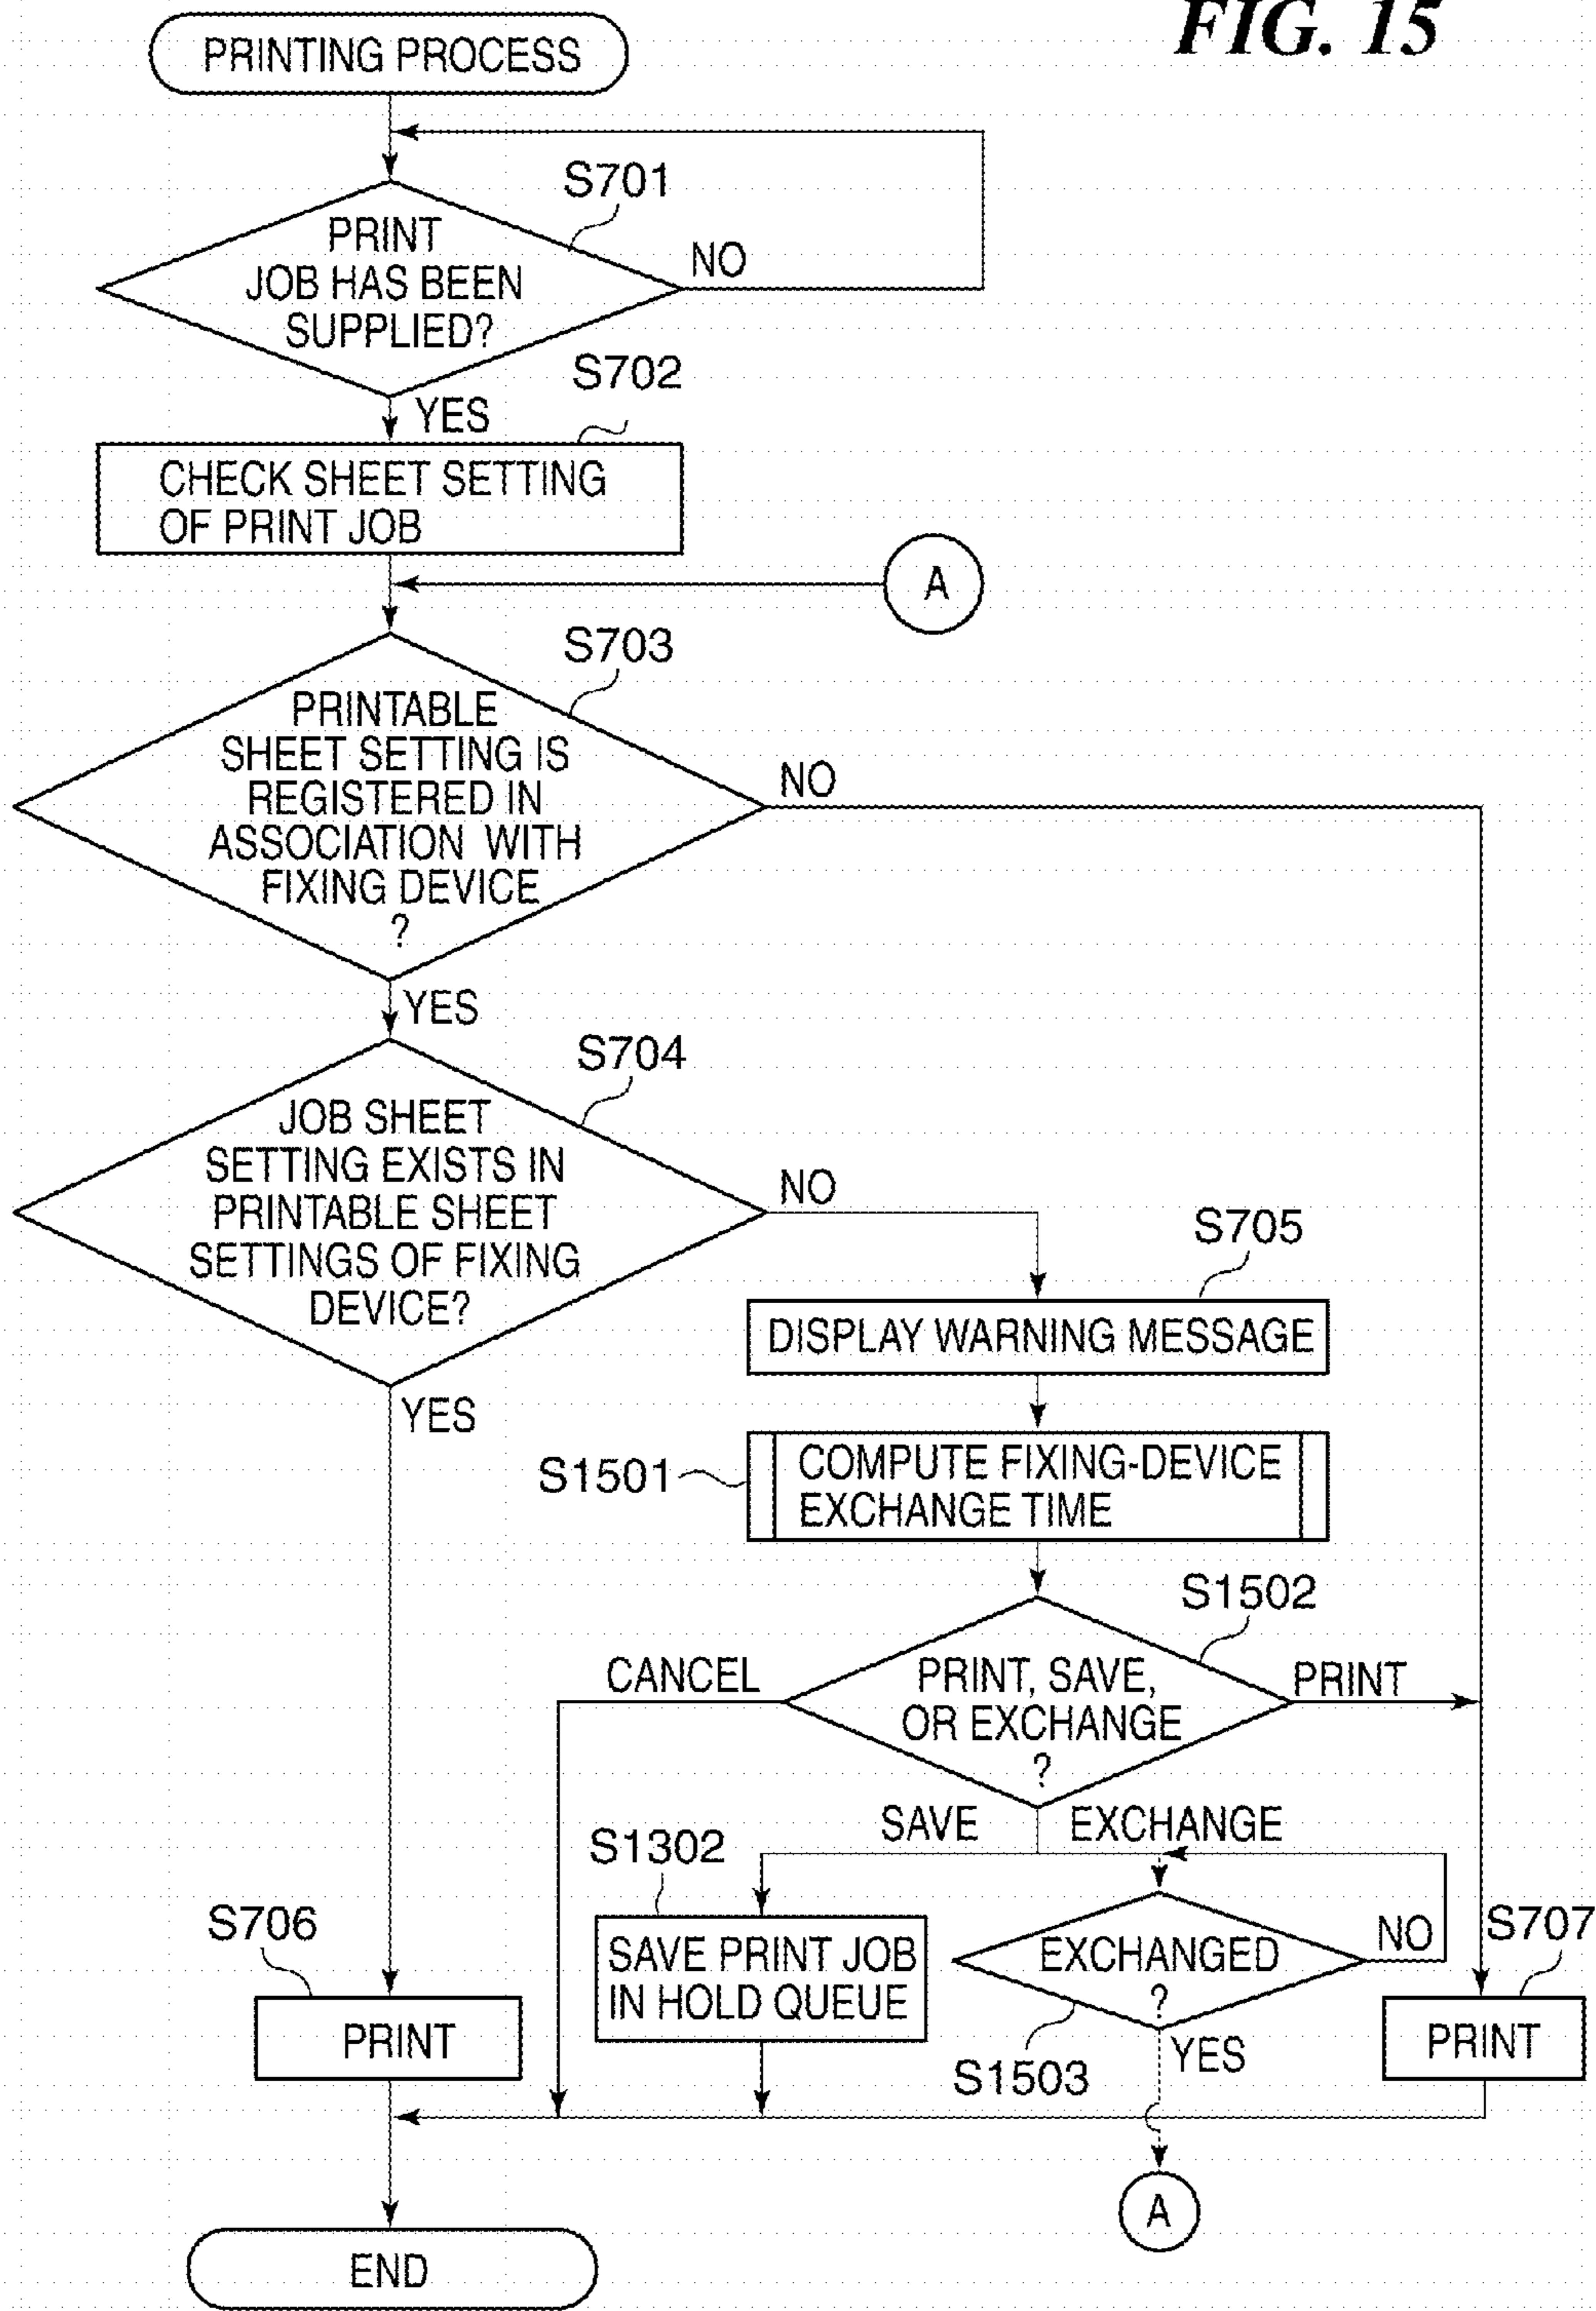 FIG. 15
PRINTING PROCESS
S701
PRINT
JOB HAS BEEN
SUPPLIED?
NO
YES
S702
CHECK SHEET SETTING
OF PRINT JOB
A
S703
PRINTABLE
SHEET SETTING IS
REGISTERED IN
ASSOCIATION WITH
FIXING DEVICE
?
NO
YES
S704
JOB SHEET
SETTING EXISTS IN
PRINTABLE SHEET
SETTINGS OF FIXING
DEVICE?
NO
YES
S705
DISPLAY WARNING MESSAGE
S1501
COMPUTE FIXING-DEVICE
EXCHANGE TIME
S1502
PRINT, SAVE,
OR EXCHANGE
?
CANCEL
PRINT
SAVE
EXCHANGE
S1302
SAVE PRINT JOB
IN HOLD QUEUE
EXCHANGED
?
NO
S1503
YES
S706
PRINT
S707
PRINT
A
END